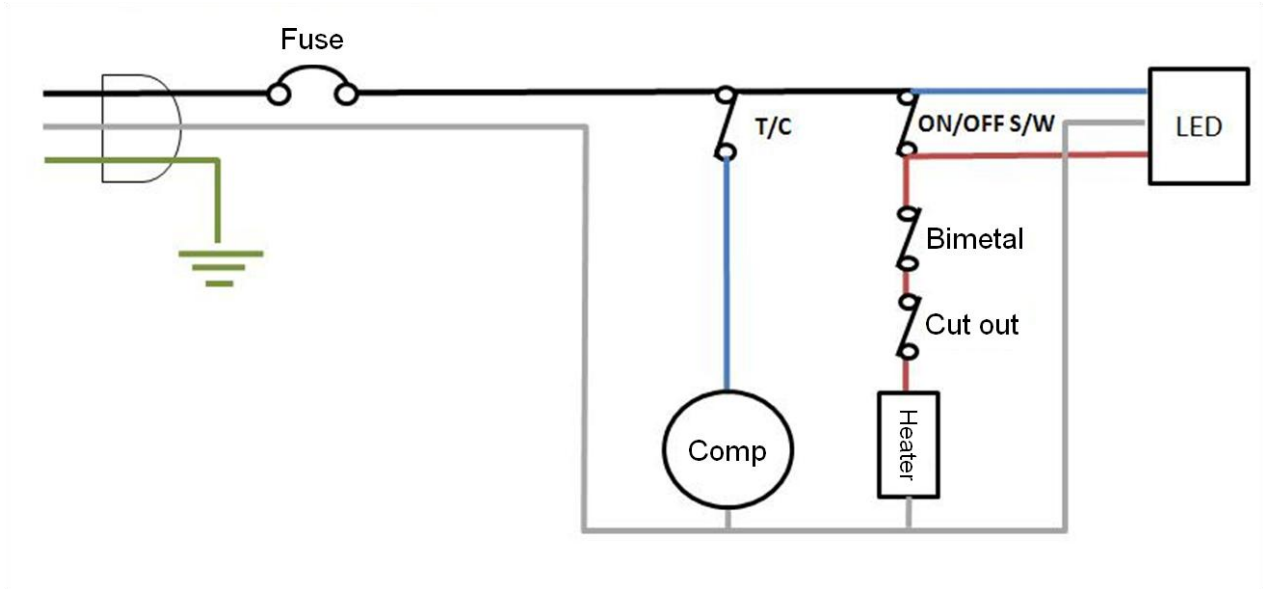 Fuse
T/C
ON/OFF S/W
LED
Bimetal
Cut out
Comp
Heater